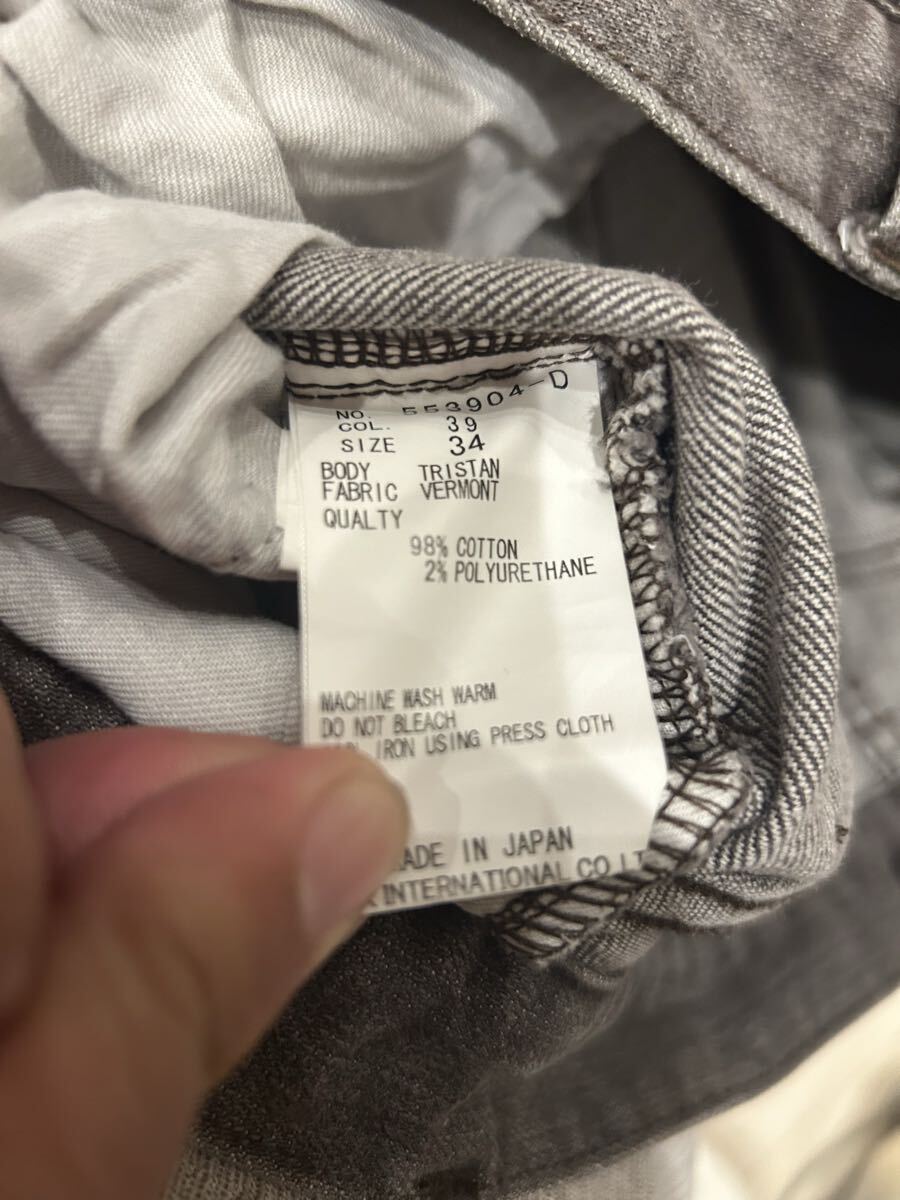 NO. 553904-D
COL. 39
SIZE 34
BODY TRISTAN
FABRIC VERMONT
QUALTY
98% COTTON
2% POLYURETHANE
MACHINE WASH WARM
DO NOT BLEACH
IRON USING PRESS CLOTH
MADE IN JAPAN
INTERNATIONAL CO LT